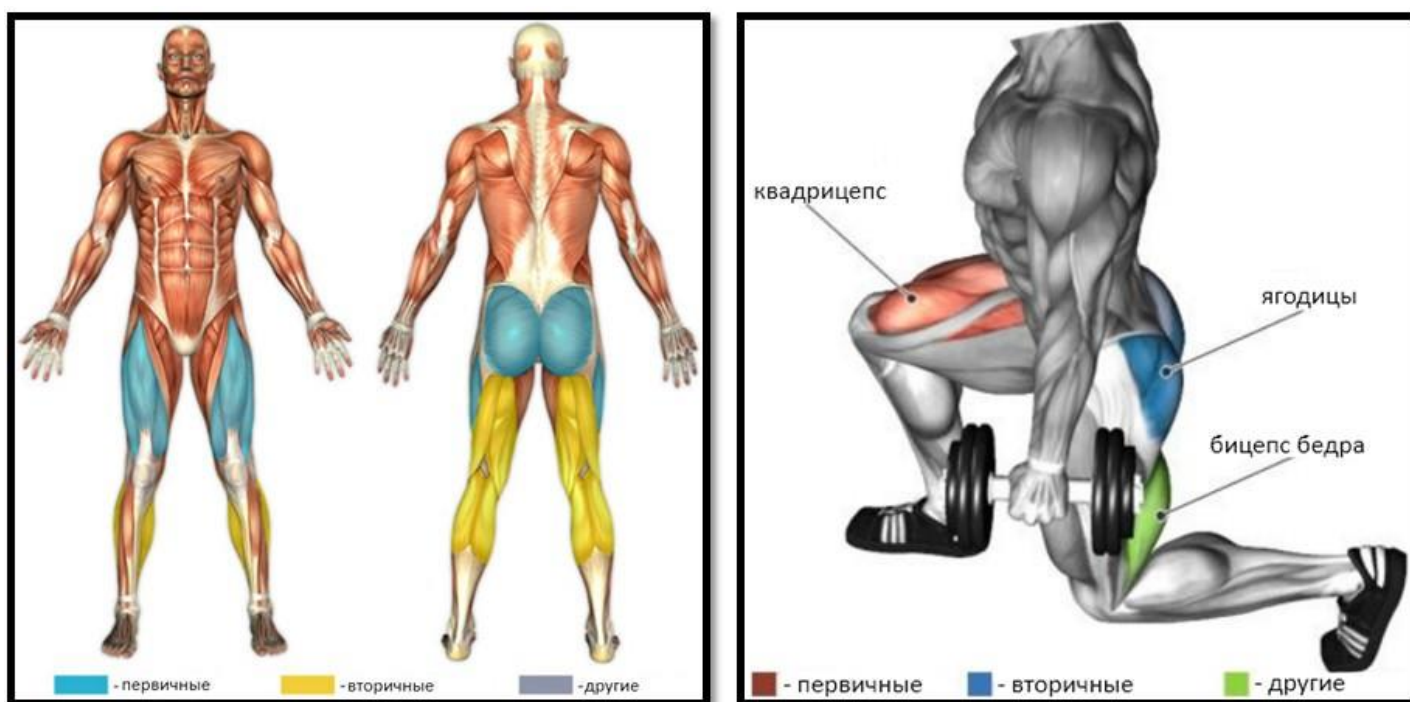 - первичные
-вторичные
-другие
квадрицепс
ягодицы
бицепс бедра
- первичные
- вторичные
- другие